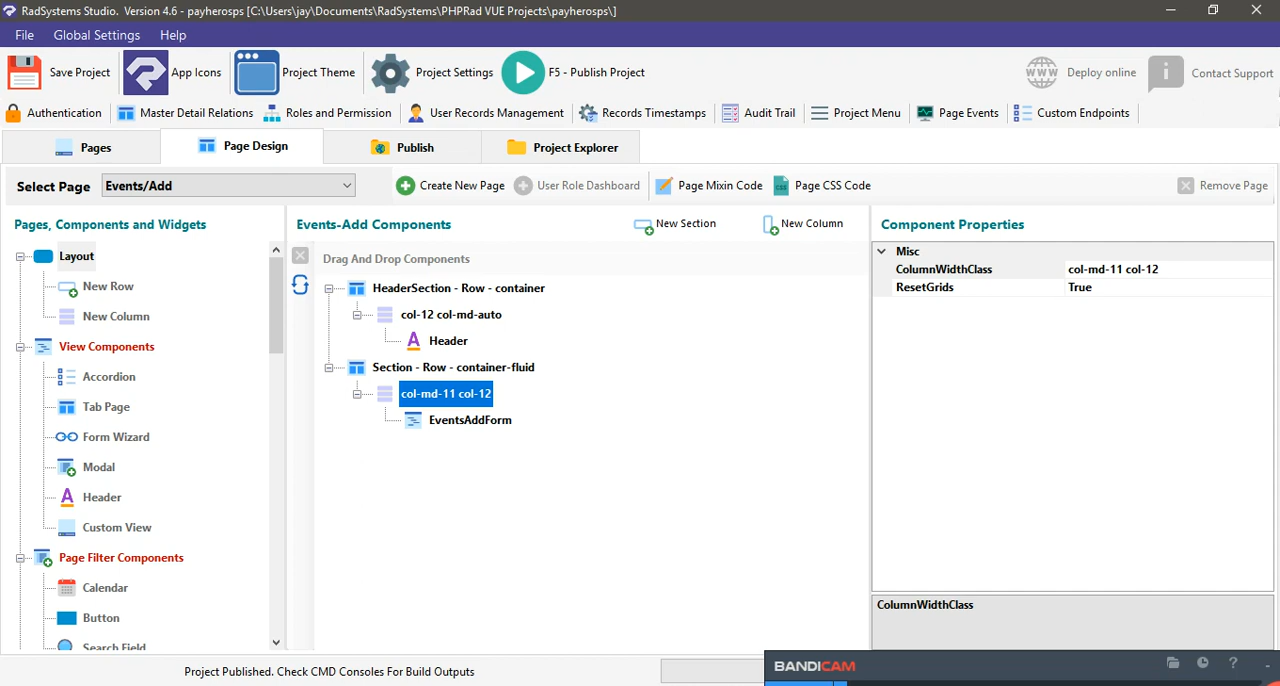 RadSystems Studio. Version 4.6 - payherosps [C:\Users\jay\Documents\RadSystems\PHPRad VUE Projects\payherosps\]
File Global Settings Help
Save Project App Icons Project Theme Project Settings F5 - Publish Project WWW Deploy online Contact Support
Authentication Master Detail Relations Roles and Permission User Records Management Records Timestamps Audit Trail Project Menu Page Events Custom Endpoints
Pages Page Design Publish Project Explorer
Select Page Events/Add Create New Page User Role Dashboard Page Mixin Code CSS Page CSS Code Remove Page
Pages, Components and Widgets
Layout
New Row
New Column
View Components
Accordion
Tab Page
Form Wizard
Modal
Header
Custom View
Page Filter Components
Calendar
Button
Search Field
Events-Add Components New Section New Column
Drag And Drop Components
HeaderSection - Row - container
col-12 col-md-auto
Header
Section - Row - container-fluid
col-md-11 col-12
EventsAddForm
Component Properties
Misc
ColumnWidthClass col-md-11 col-12
ResetGrids True
ColumnWidthClass
Project Published. Check CMD Consoles For Build Outputs
BANDICAM